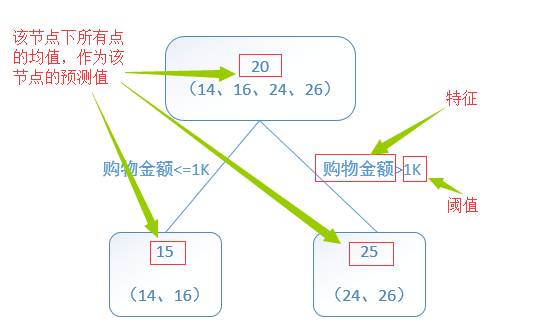 该节点下所有点
的均值，作为该
节点的预测值
20
（14、16、24、26）
特征
购物金额<=1K
购物金额>1K
阈值
15
25
（14、16）
（24、26）